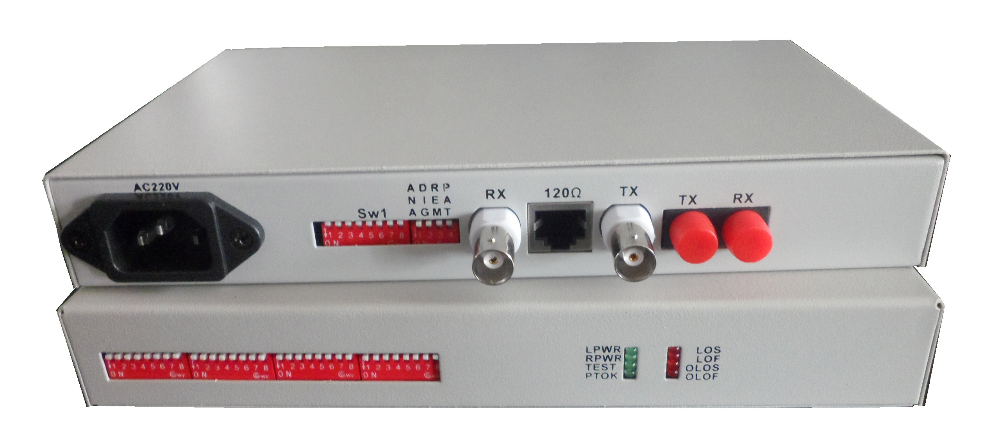 AC220V
A D R P
N I E A
A G M T
Sw1
RX
120Ω
TX
TX
RX
1 2 3 4 5 6 7 8
ON
1 2 3 4
ON
1 2 3 4 5 6 7 8
ON
1 2 3 4 5 6 7 8
ON
1 2 3 4 5 6 7 8
ON
1 2 3 4 5 6 7
ON
LPWR
RPWR
TEST
PTOK
LOS
LOF
OLOS
OLOF